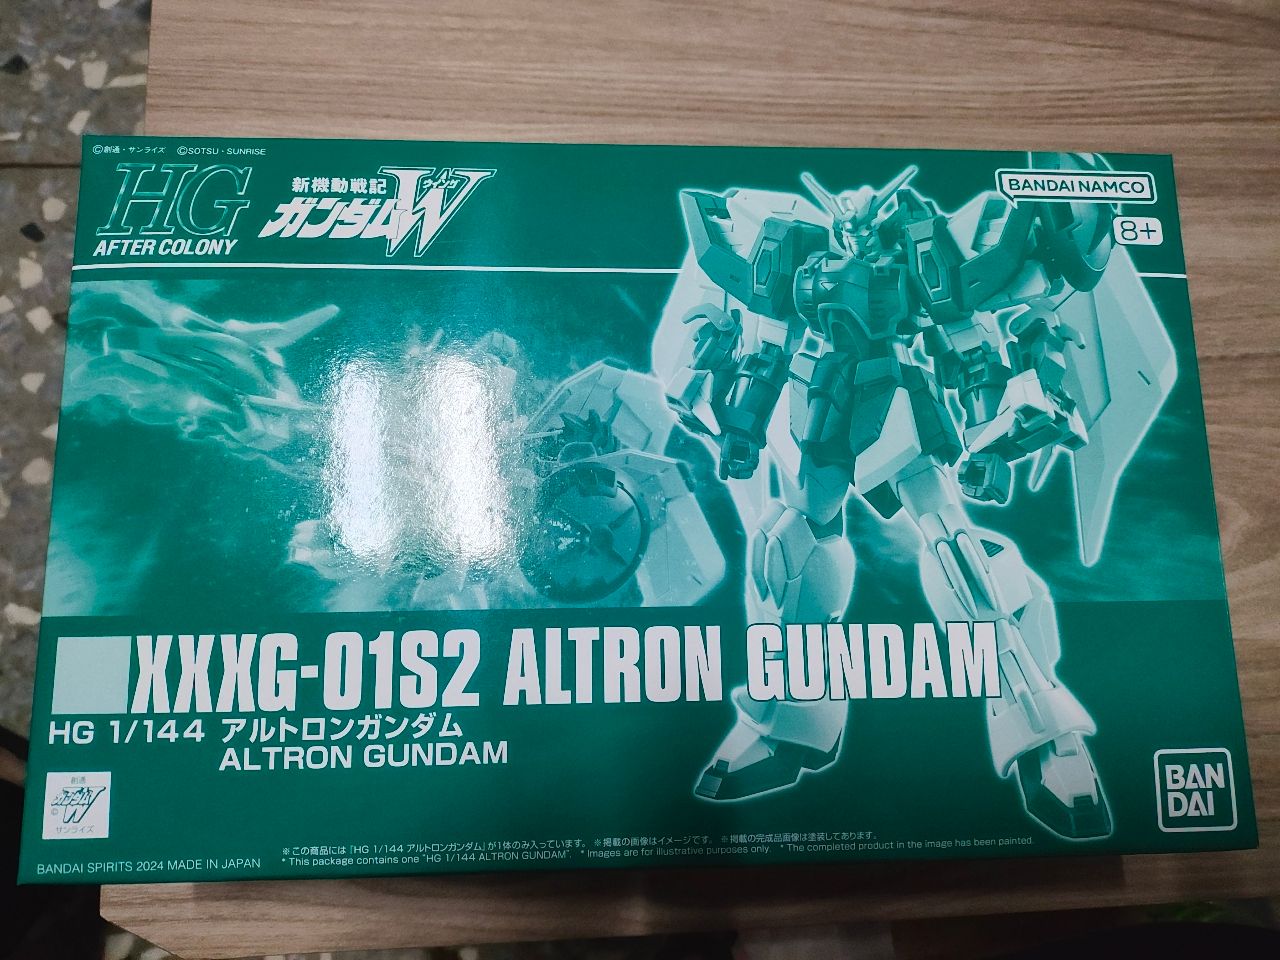 ©創通・サンライズ ©SOTSU・SUNRISE
HG
AFTER COLONY
新機動戦記
ガンダムW
ウイング
BANDAI NAMCO
8+
XXXG-01S2 ALTRON GUNDAM
HG 1/144 アルトロンガンダム
ALTRON GUNDAM
創通
©ガンダムW
サンライズ
BAN
DAI
※この商品には『HG 1/144 アルトロンガンダム』が1体のみ入っています。 ※掲載の画像はイメージです。 ※掲載の完成品画像は塗装してあります。
* This package contains one "HG 1/144 ALTRON GUNDAM". * Images are for illustrative purposes only. * The completed product in the image has been painted.
BANDAI SPIRITS 2024 MADE IN JAPAN